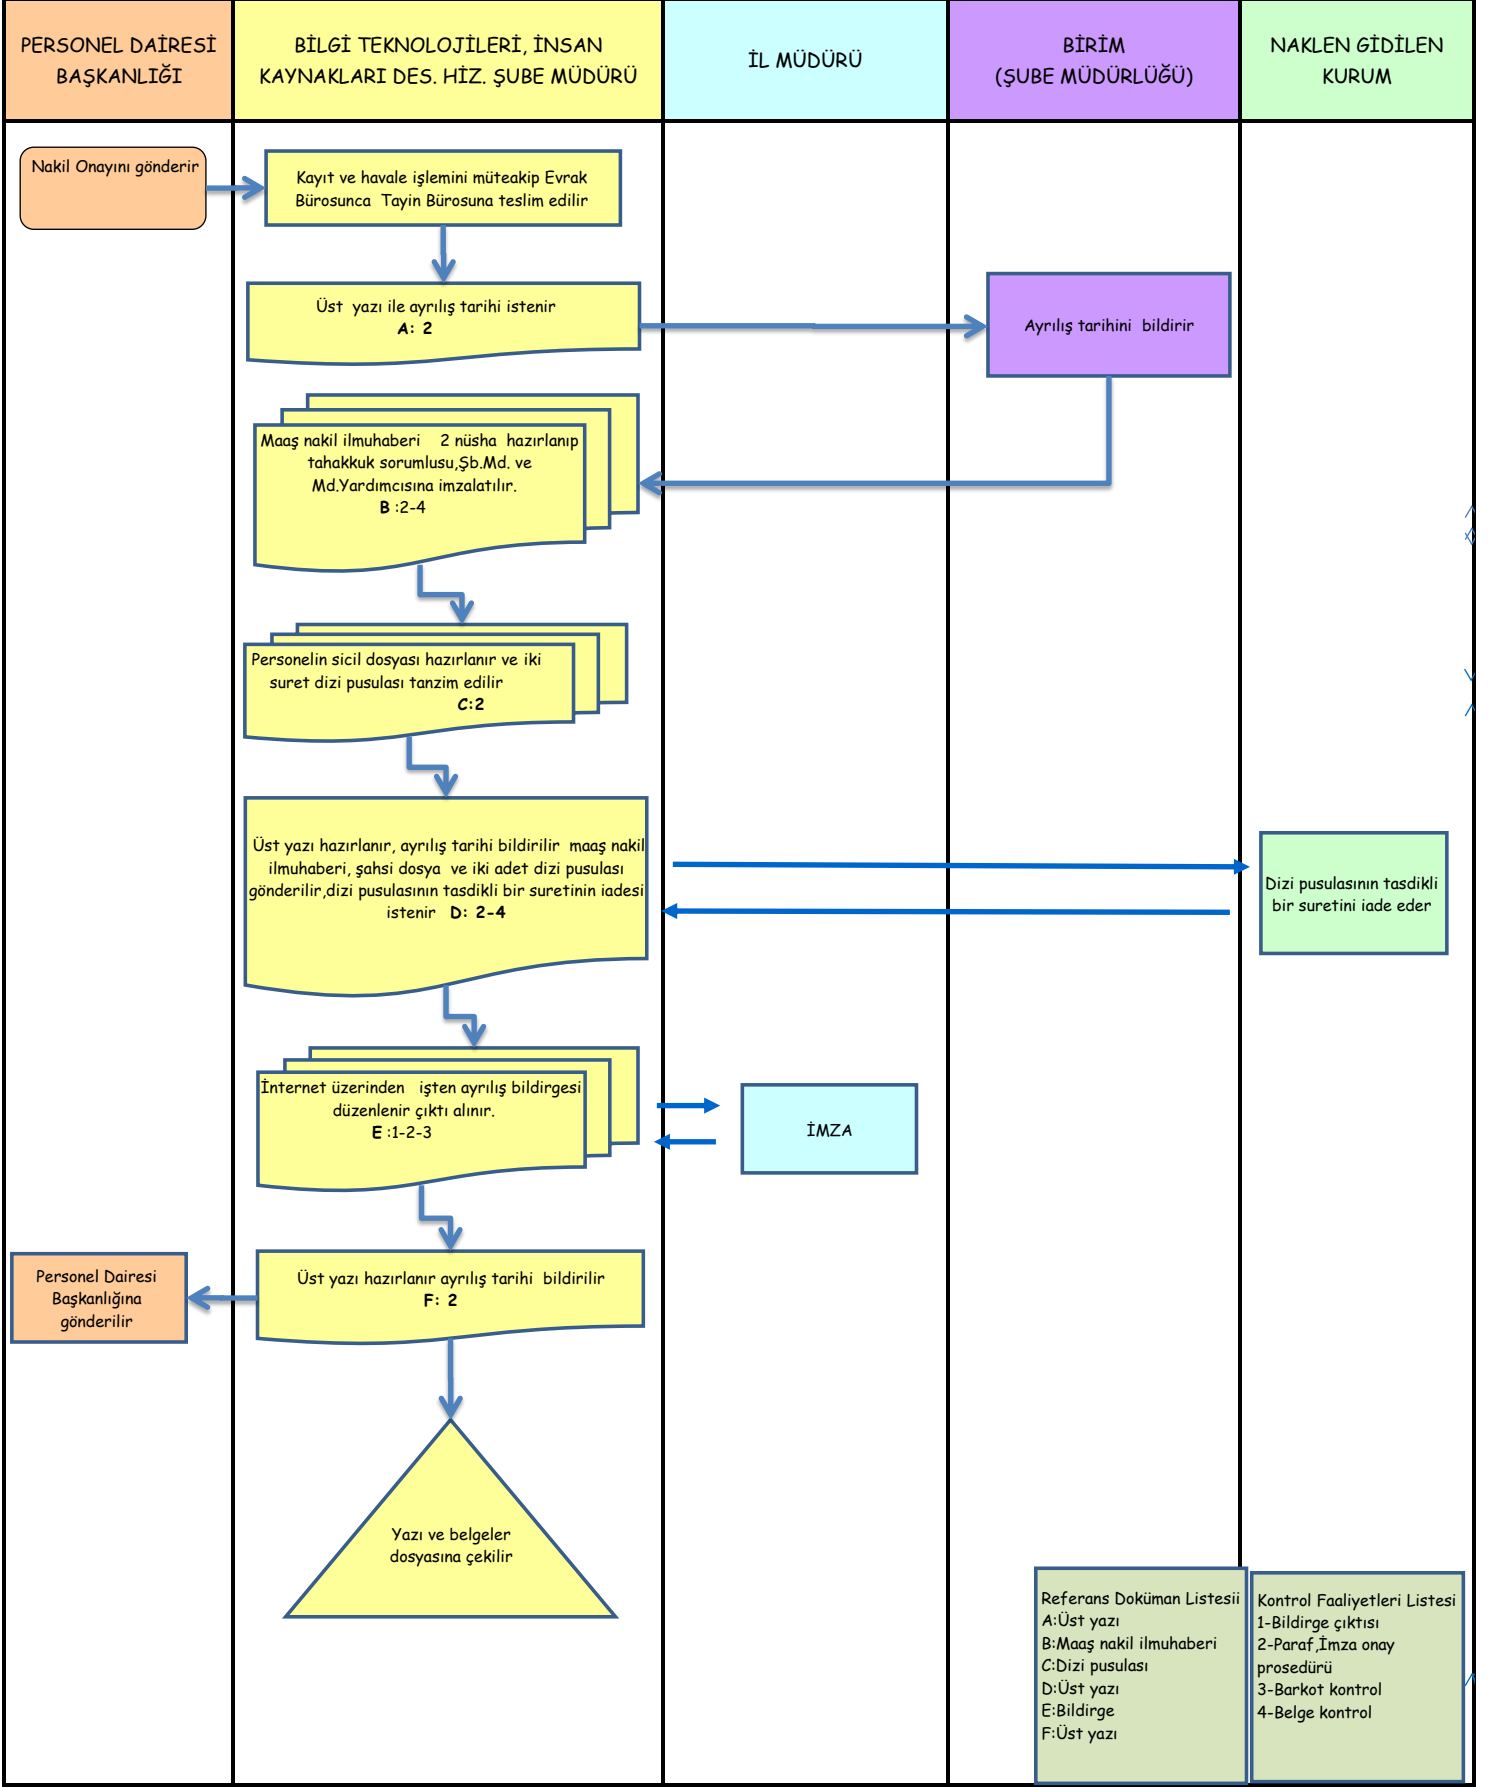 PERSONEL DAİRESİ
BAŞKANLIĞI
BİLGİ TEKNOLOJİLERİ, İNSAN
KAYNAKLARI DES. HİZ. ŞUBE MÜDÜRÜ
İL MÜDÜRÜ
BİRİM
(ŞUBE MÜDÜRLÜĞÜ)
NAKLEN GİDİLEN
KURUM
Nakil Onayını gönderir
Kayıt ve havale işlemini müteakip Evrak
Bürosunca Tayin Bürosuna teslim edilir
Üst yazı ile ayrılış tarihi istenir
A: 2
Ayrılış tarihini bildirir
Maaş nakil ilmuhaberi 2 nüsha hazırlanıp
tahakkuk sorumlusu,Şb.Md. ve
Md.Yardımcısına imzalatılır.
B :2-4
Personelin sicil dosyası hazırlanır ve iki
suret dizi pusulası tanzim edilir
C:2
Üst yazı hazırlanır, ayrılış tarihi bildirilir maaş nakil
ilmuhaberi, şahsi dosya ve iki adet dizi pusulası
gönderilir,dizi pusulasının tasdikli bir suretinin iadesi
istenir D: 2-4
Dizi pusulasının tasdikli
bir suretini iade eder
İnternet üzerinden işten ayrılış bildirgesi
düzenlenir çıktı alınır.
E :1-2-3
İMZA
Üst yazı hazırlanır ayrılış tarihi bildirilir
F: 2
Personel Dairesi
Başkanlığına
gönderilir
Yazı ve belgeler
dosyasına çekilir
Referans Doküman Listesii
A:Üst yazı
B:Maaş nakil ilmuhaberi
C:Dizi pusulası
D:Üst yazı
E:Bildirge
F:Üst yazı
Kontrol Faaliyetleri Listesi
1-Bildirge çıktısı
2-Paraf,İmza onay
prosedürü
3-Barkot kontrol
4-Belge kontrol